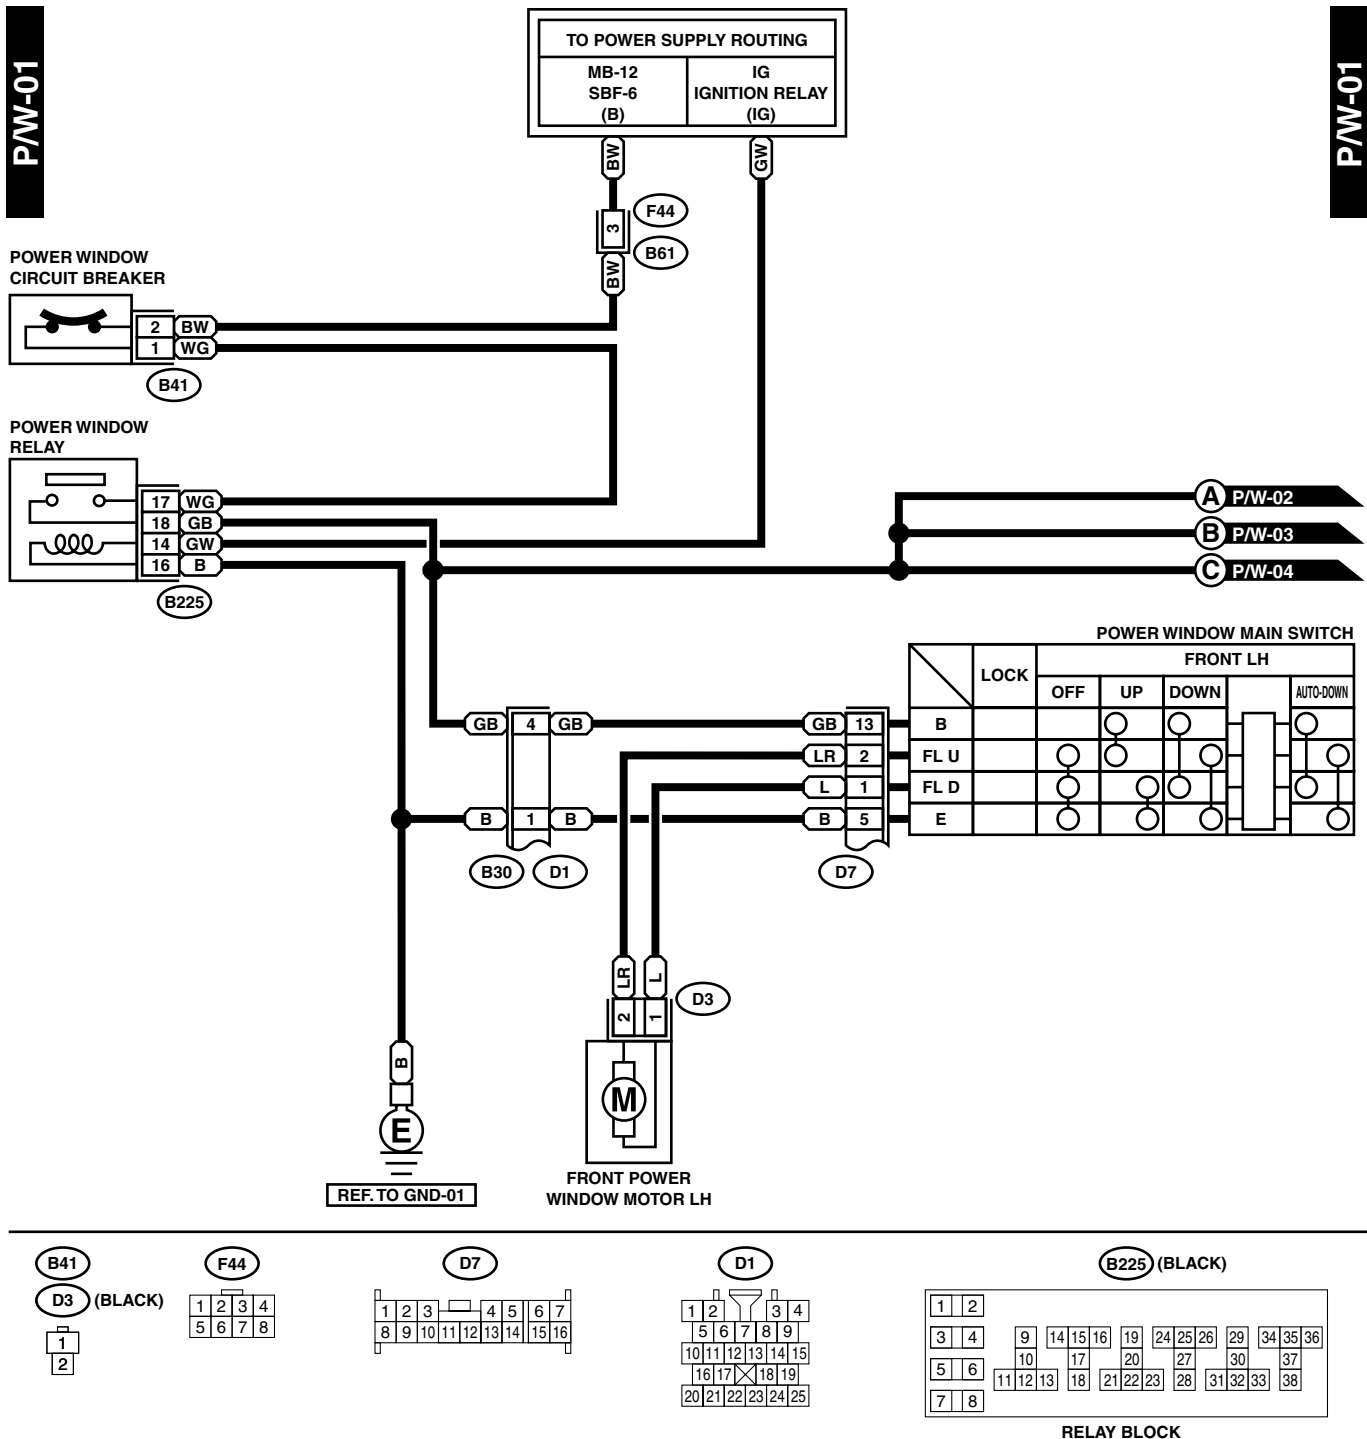 P/W-01
P/W-01
TO POWER SUPPLY ROUTING
MB-12
SBF-6
(B)
IG
IGNITION RELAY
(IG)
BW
GW
3
F44
B61
BW
POWER WINDOW
CIRCUIT BREAKER
2 BW
1 WG
B41
POWER WINDOW
RELAY
17 WG
18 GB
14 GW
16 B
B225
A P/W-02
B P/W-03
C P/W-04
POWER WINDOW MAIN SWITCH
LOCK
FRONT LH
OFF UP DOWN AUTO-DOWN
GB 4 GB GB 13 B
LR 2 FL U
L 1 FL D
B 1 B B 5 E
B30 D1 D7
LR L
D3
2 1
M
B
E
REF. TO GND-01
FRONT POWER
WINDOW MOTOR LH
B41
D3 (BLACK)
1
2
F44
1 2 3 4
5 6 7 8
D7
1 2 3 4 5 6 7
8 9 10 11 12 13 14 15 16
D1
1 2 3 4
5 6 7 8 9
10 11 12 13 14 15
16 17 18 19
20 21 22 23 24 25
B225 (BLACK)
1 2
3 4 9 14 15 16 19 24 25 26 29 34 35 36
10 17 20 27 30 37
5 6 11 12 13 18 21 22 23 28 31 32 33 38
7 8
RELAY BLOCK